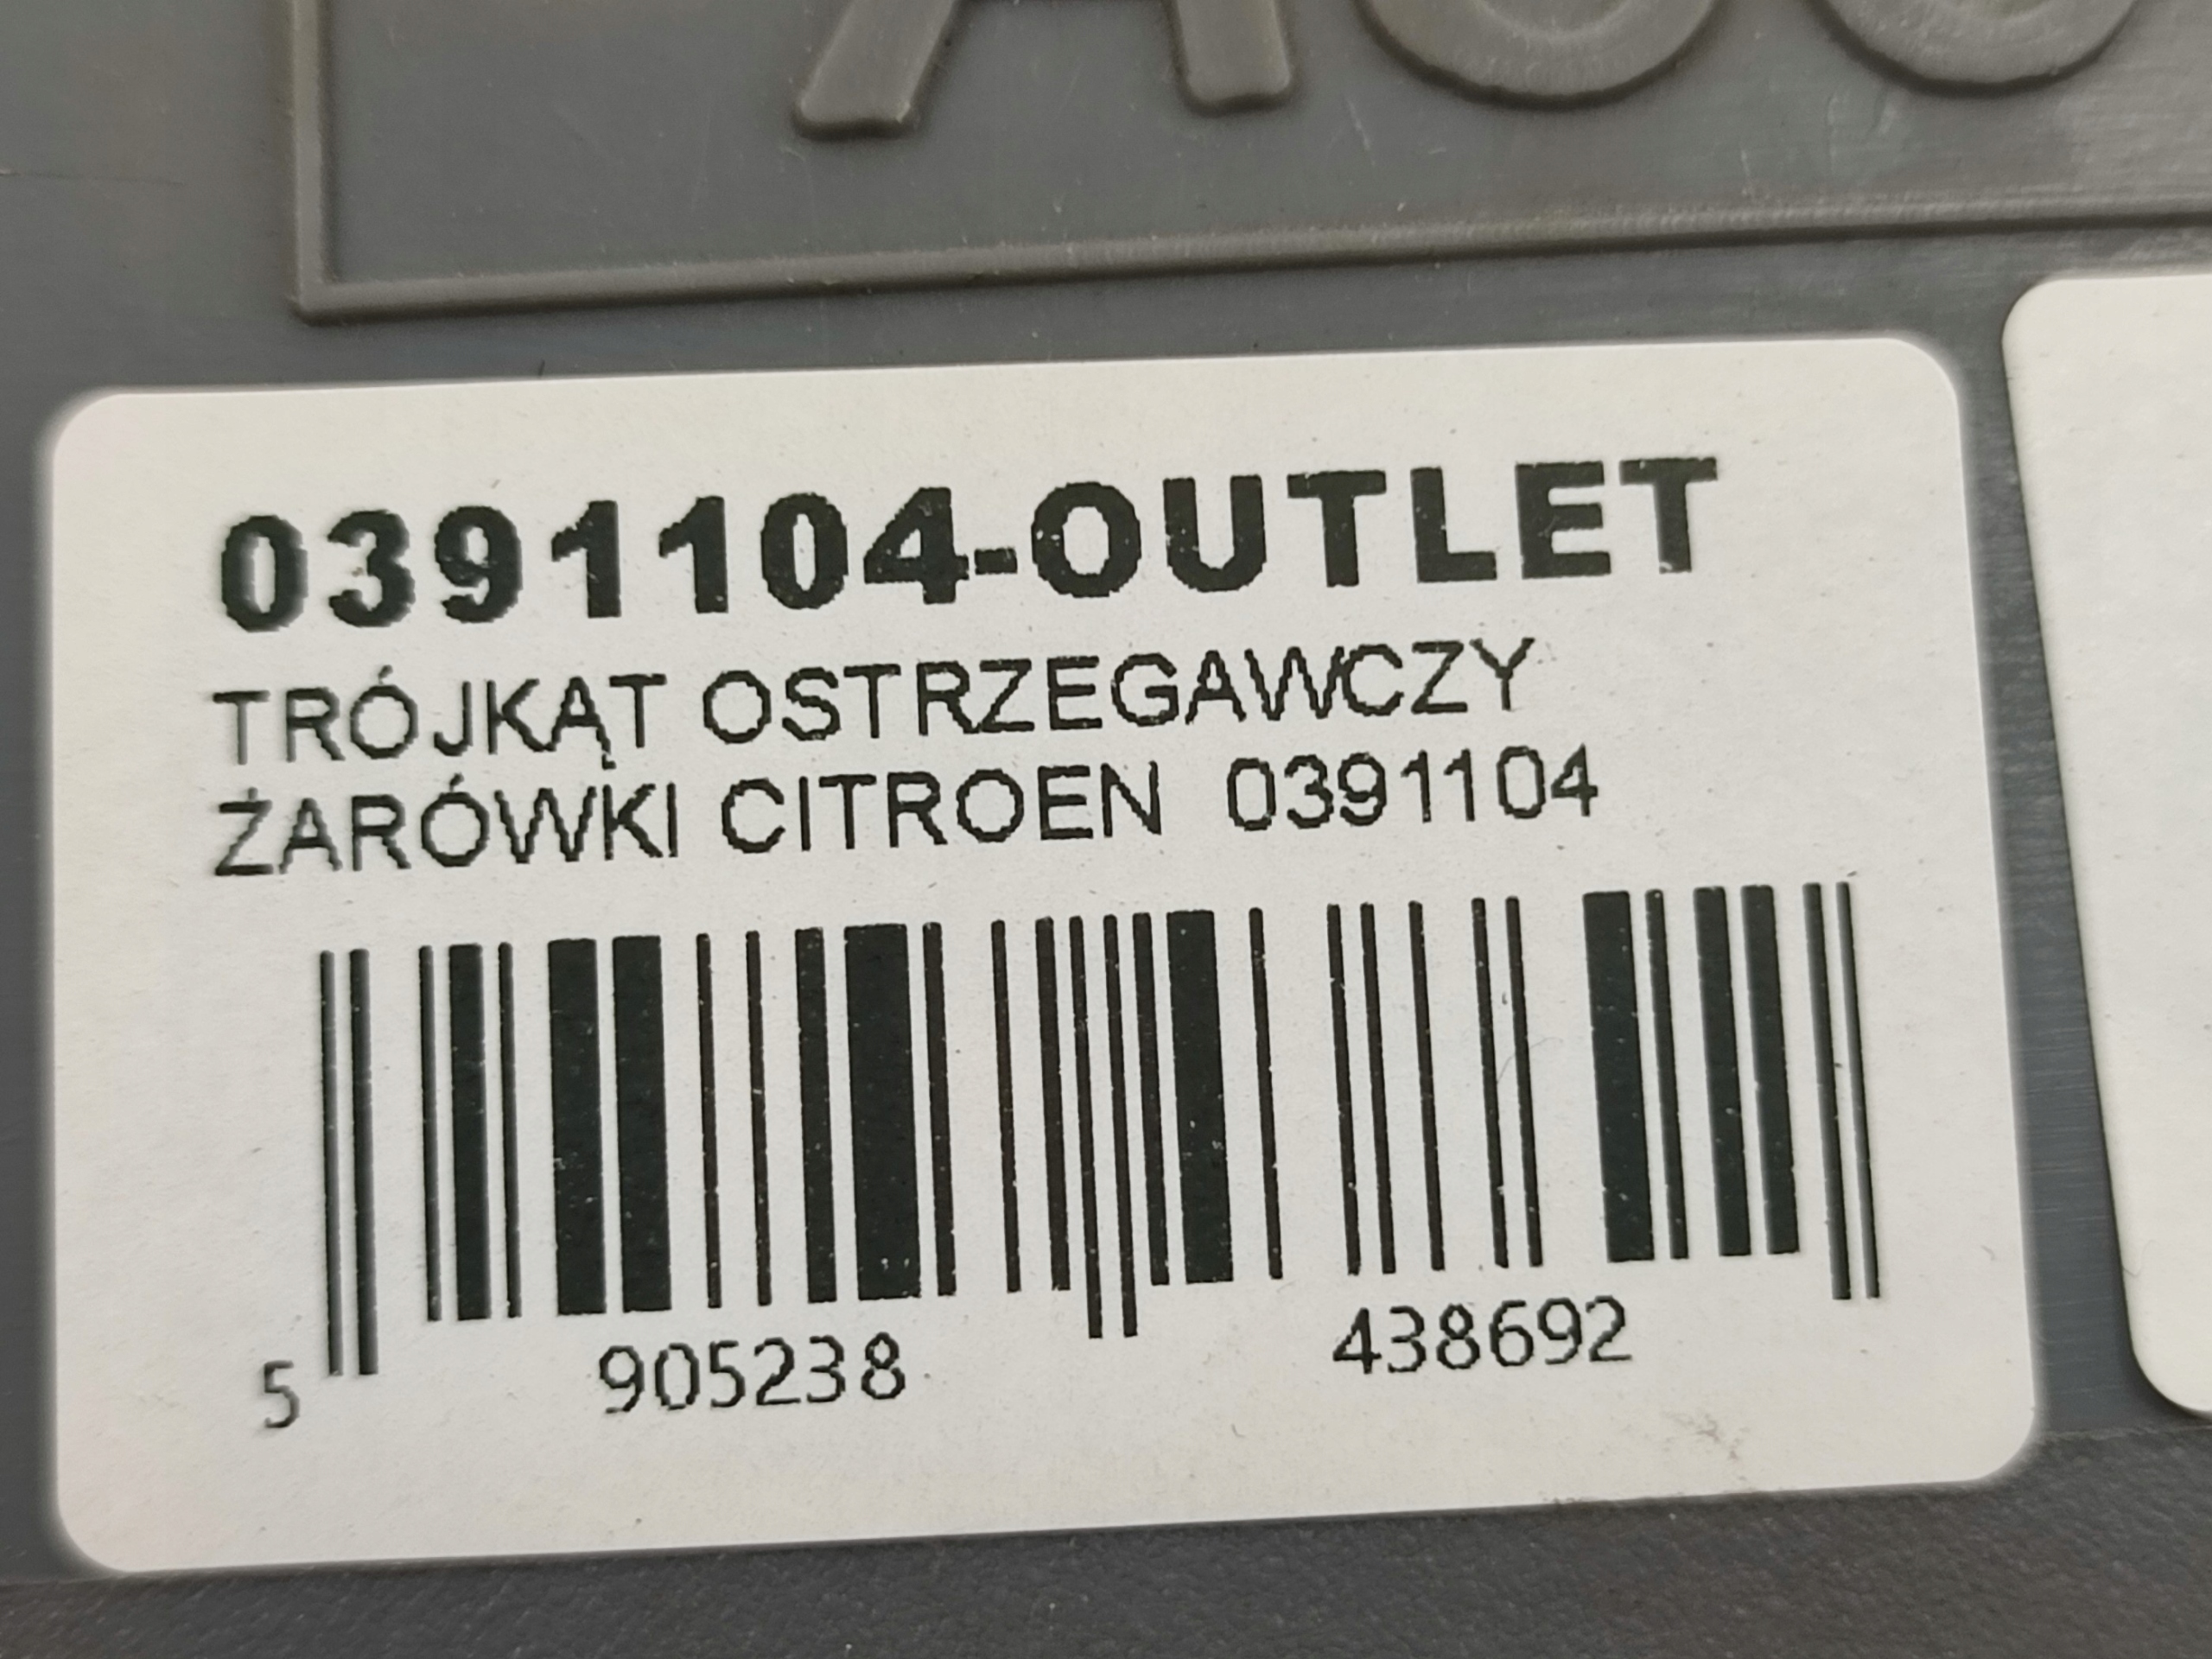 0391104-OUTLET
TRÓJKĄT OSTRZEGAWCZY
ŻARÓWKI CITROEN 0391104
5 905238 438692